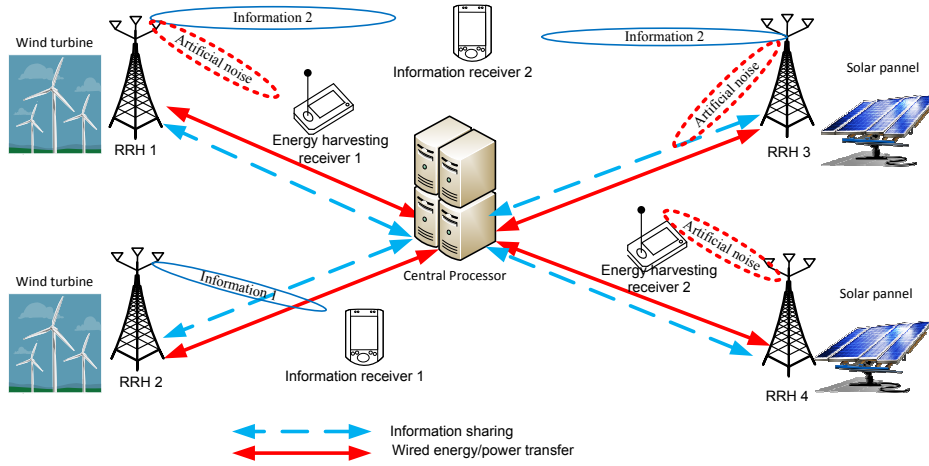 Information 2
Wind turbine
Artificial noise
Information receiver 2
Information 2
Artificial noise
Solar pannel
RRH 1
Energy harvesting
receiver 1
RRH 3
Central Processor
Wind turbine
Information 1
RRH 2
Information receiver 1
Artificial noise
Energy harvesting
receiver 2
Solar pannel
RRH 4
Information sharing
Wired energy/power transfer